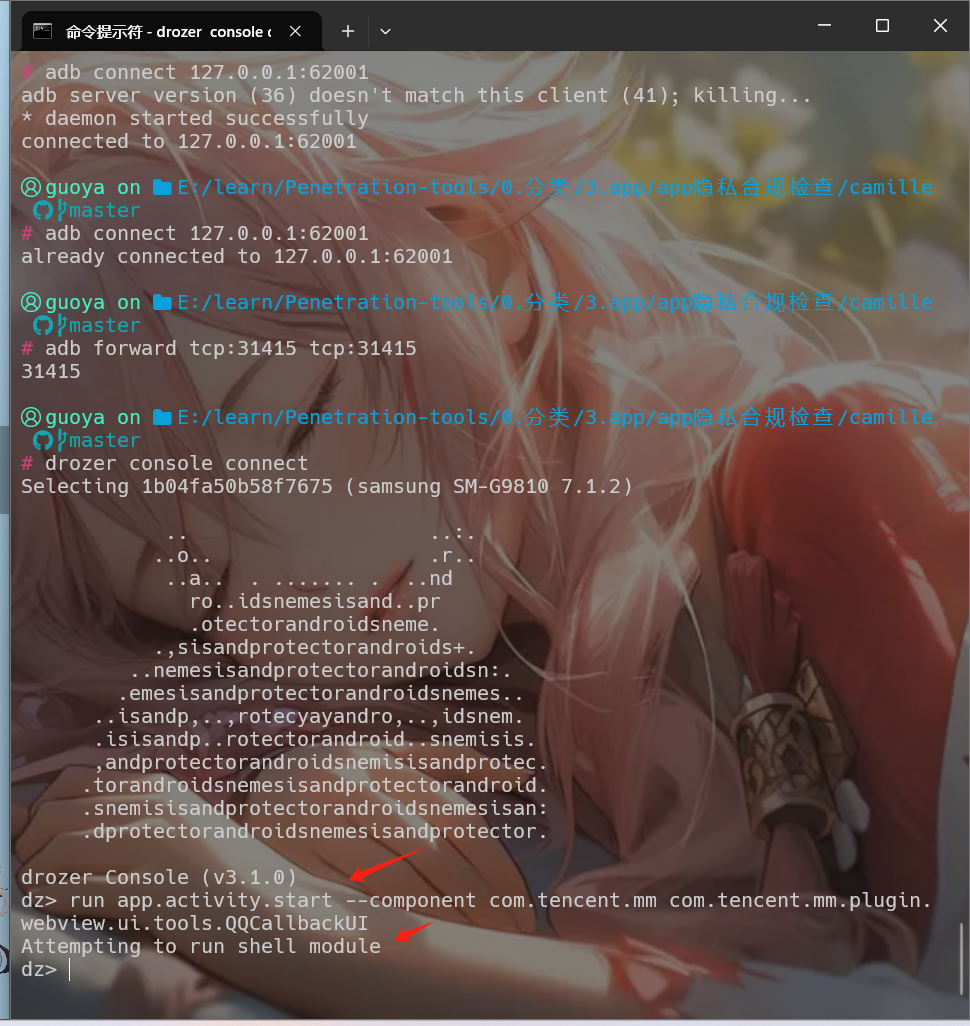 命令提示符 - drozer  console c
# adb connect 127.0.0.1:62001
adb server version (36) doesn't match this client (41); killing...
* daemon started successfully
connected to 127.0.0.1:62001
guoya on E:/learn/Penetration-tools/0.分类/3.app/app隐私合规检查/camille
master
# adb connect 127.0.0.1:62001
already connected to 127.0.0.1:62001
guoya on E:/learn/Penetration-tools/0.分类/3.app/app隐私合规检查/camille
master
# adb forward tcp:31415 tcp:31415
31415
guoya on E:/learn/Penetration-tools/0.分类/3.app/app隐私合规检查/camille
master
# drozer console connect
Selecting 1b04fa50b58f7675 (samsung SM-G9810 7.1.2)
            ..                    ..:.
           ..o..                  .r..
            ..a..  . ....... .  ..nd
              ro..idsnemesisand..pr
              .otectorandroidsneme.
           .,sisandprotectorandroids+.
         ..nemesisandprotectorandroidsn:.
        .emesisandprotectorandroidsnemes..
      ..isandp,..,rotecyayandro,..,idsnem.
      .isisandp..rotectorandroid..snemisis.
      ,andprotectorandroidsnemisisandprotec.
     .torandroidsnemesisandprotectorandroid.
     .snemisisandprotectorandroidsnemesisan:
     .dprotectorandroidsnemesisandprotector.
drozer Console (v3.1.0)
dz> run app.activity.start --component com.tencent.mm com.tencent.mm.plugin.
webview.ui.tools.QQCallbackUI
Attempting to run shell module
dz>